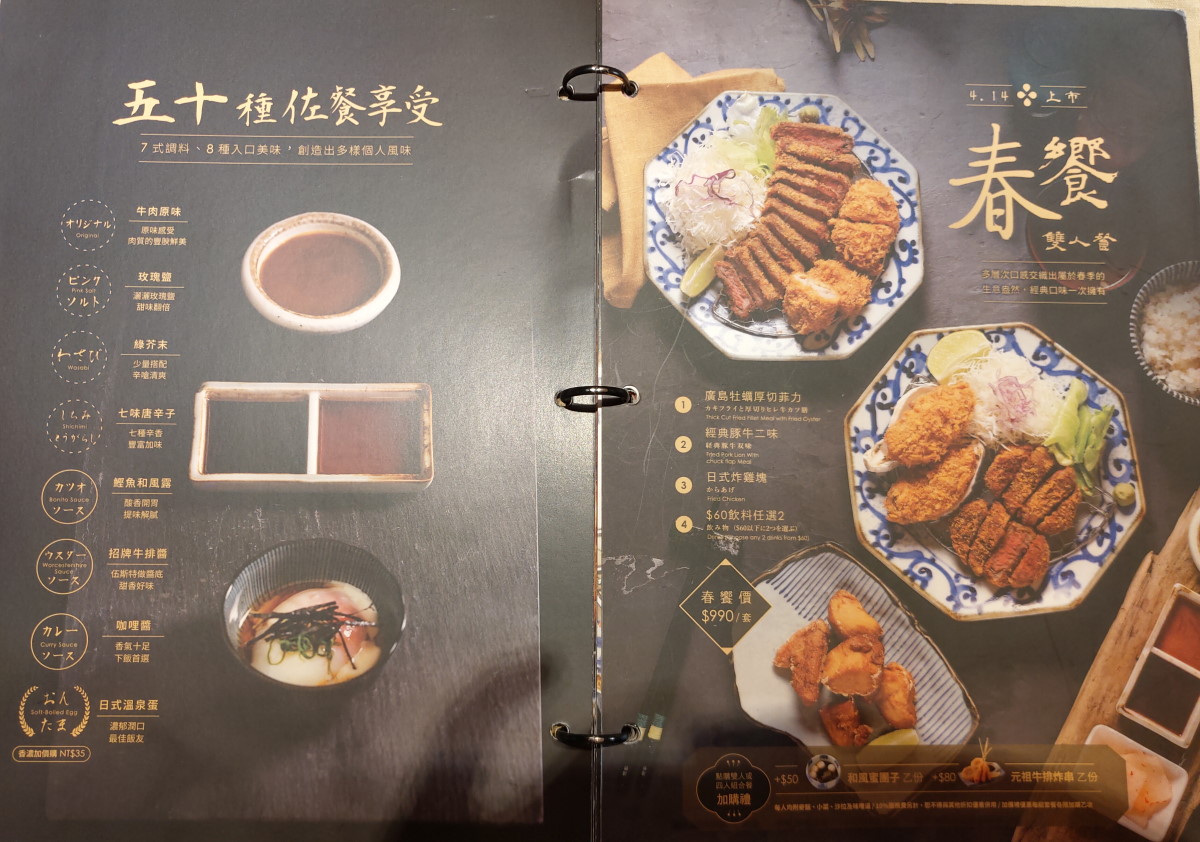 五十種佐餐享受
7 式調料、8 種入口美味，創造出多樣個人風味
オリジナル
Original
牛肉原味
原味感受
肉質的豐腴鮮美
ピンク
Pink Salt
ソルト
玫瑰鹽
灑灑玫瑰鹽
甜味翻倍
わさび
Wasabi
綠芥末
少量搭配
辛嗆清爽
しちみ
Shichimi
とうがらし
七味唐辛子
七種辛香
豐富加味
カツオ
Bonito Sauce
ソース
鰹魚和風露
酸香開胃
提味解膩
ウスター
Worcestershire
Sauce
ソース
招牌牛排醬
伍斯特做醬底
甜香好味
カレー
Curry Sauce
ソース
咖哩醬
香氣十足
下飯首選
おん
Soft-Boiled Egg
たま
日式溫泉蛋
濃郁潤口
最佳飯友
香濃加價購 NT$35
4.14 上市
春饗
雙人餐
多層次口感交織出屬於春季的
生意盎然，經典口味一次擁有
1 廣島牡蠣厚切菲力
カキフライと厚切りヒレ牛カツ膳
Thick Cut Fried Fillet Meal with Fried Oyster
2 經典豚牛二味
経典豚牛双味
Fried Pork Loin With
chuck flap Meal
3 日式炸雞塊
からあげ
Fried Chicken
4 $60飲料任選2
飲み物（$60以下に2つを選ぶ）
春饗價
$990/套
點購雙人或
四人組合餐
加購禮
+$50
和風蜜團子 乙份
+$80
元祖牛排炸串 乙份